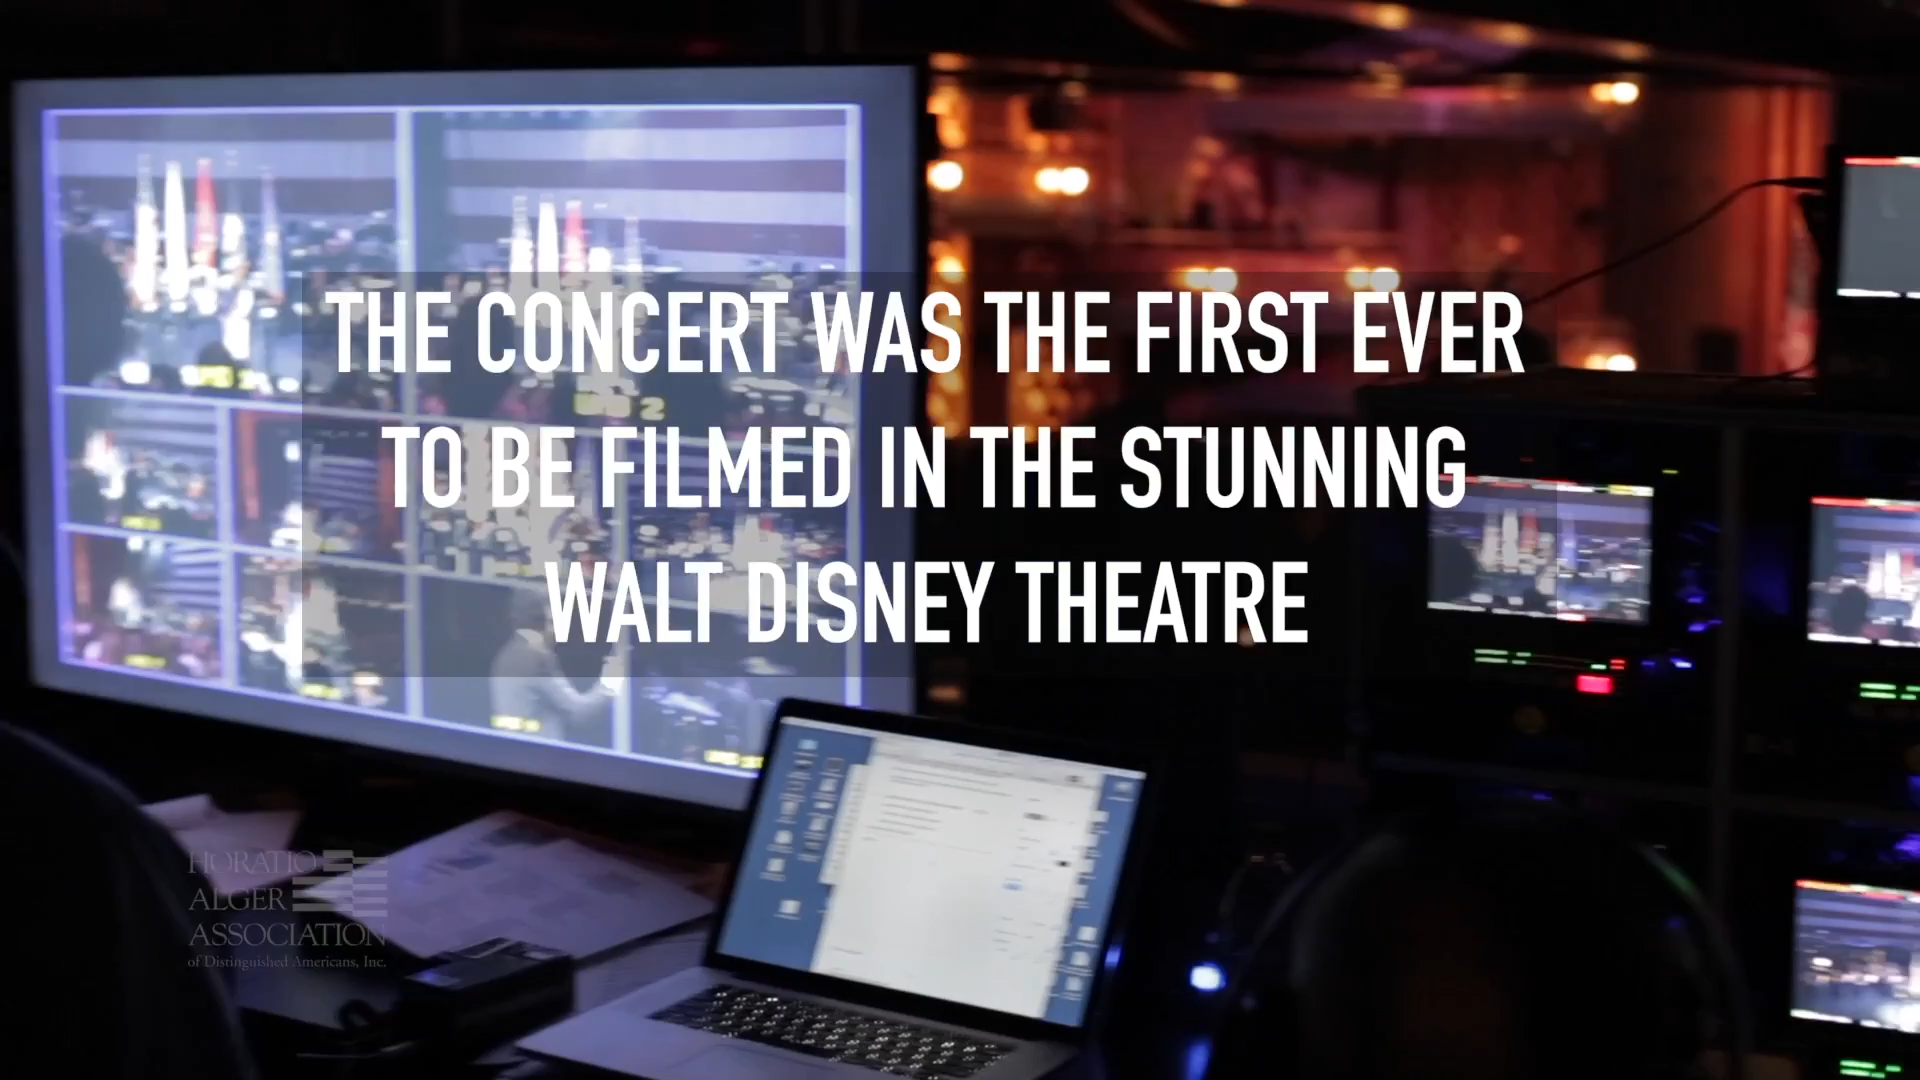 THE CONCERT WAS THE FIRST EVER
TO BE FILMED IN THE STUNNING
WALT DISNEY THEATRE
HORATIO
ALGER
ASSOCIATION
of Distinguished Americans, Inc.